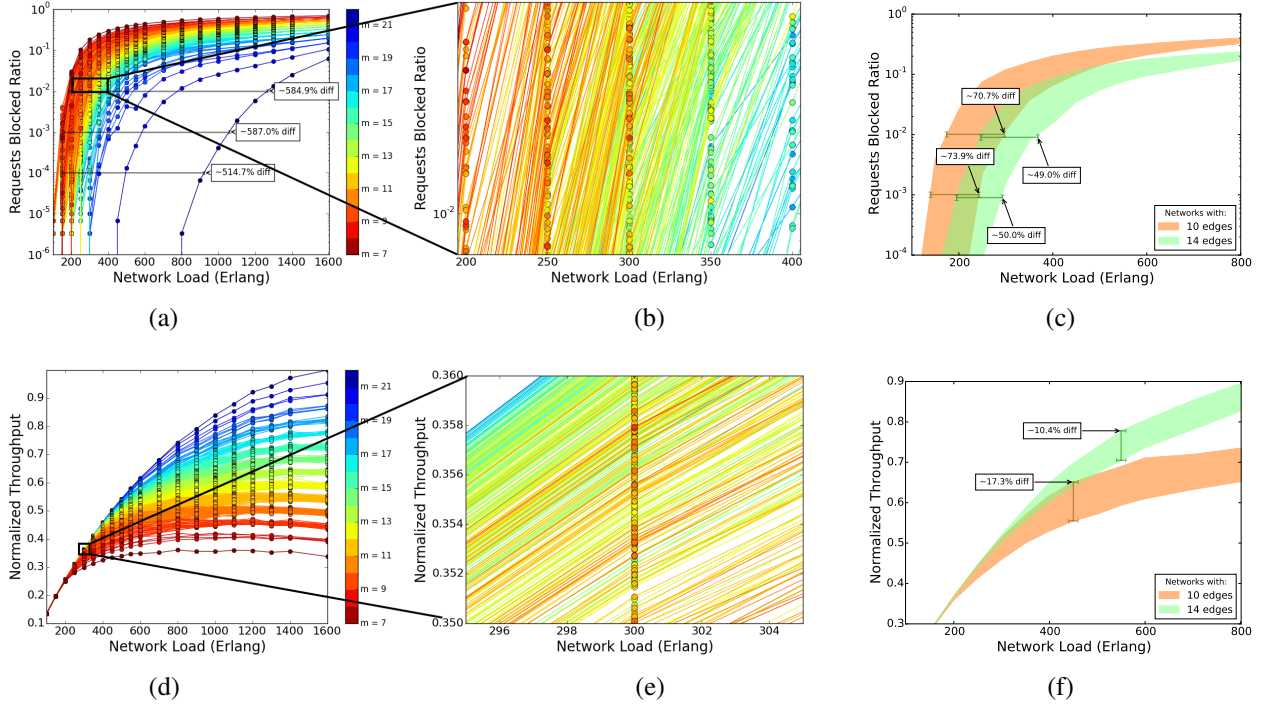 10^0
10^-1
10^-2
10^-3
10^-4
10^-5
10^-6
Requests Blocked Ratio
200 400 600 800 1000 1200 1400 1600
Network Load (Erlang)
~584.9% diff
~587.0% diff
~514.7% diff
m = 21
m = 19
m = 17
m = 15
m = 13
m = 11
m = 9
m = 7
(a)
Requests Blocked Ratio
10^-2
200 250 300 350 400
Network Load (Erlang)
(b)
10^0
10^-1
10^-2
10^-3
10^-4
Requests Blocked Ratio
~70.7% diff
~73.9% diff
~49.0% diff
~50.0% diff
Networks with:
10 edges
14 edges
200 400 600 800
Network Load (Erlang)
(c)
0.9
0.8
0.7
0.6
0.5
0.4
0.3
0.2
0.1
Normalized Throughput
200 400 600 800 1000 1200 1400 1600
Network Load (Erlang)
m = 21
m = 19
m = 17
m = 15
m = 13
m = 11
m = 9
m = 7
(d)
0.360
0.358
0.356
0.354
0.352
0.350
Normalized Throughput
296 298 300 302 304
Network Load (Erlang)
(e)
0.9
0.8
0.7
0.6
0.5
0.4
0.3
Normalized Throughput
~10.4% diff
~17.3% diff
Networks with:
10 edges
14 edges
200 400 600 800
Network Load (Erlang)
(f)